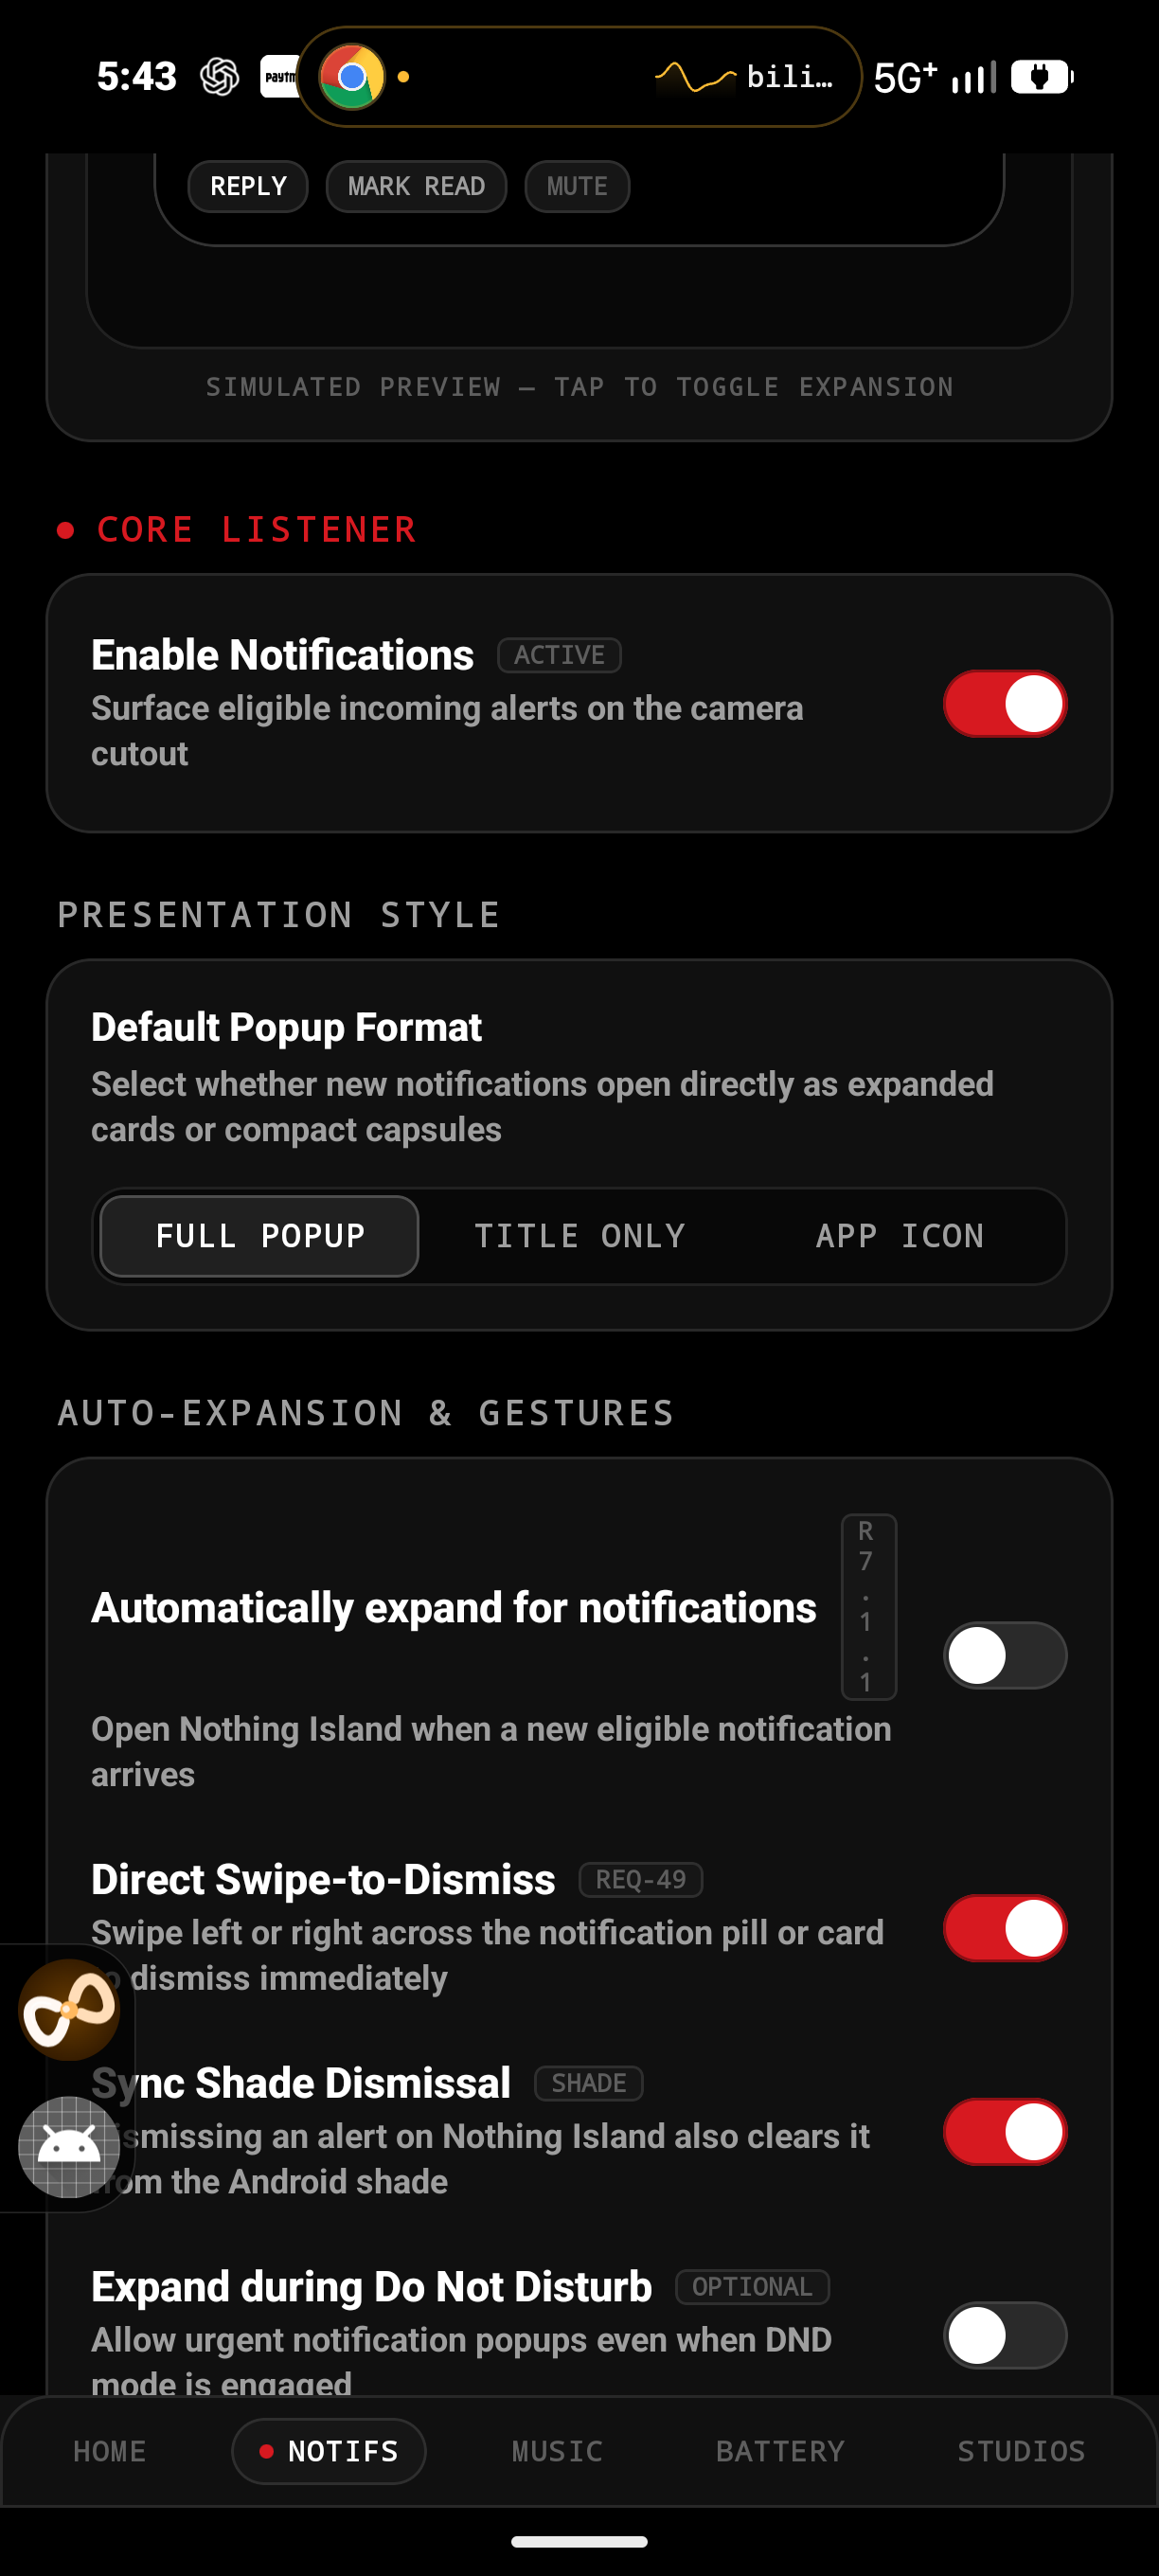 5:43
bili…
5G+
REPLY MARK READ MUTE
SIMULATED PREVIEW — TAP TO TOGGLE EXPANSION
CORE LISTENER
Enable Notifications ACTIVE
Surface eligible incoming alerts on the camera
cutout
PRESENTATION STYLE
Default Popup Format
Select whether new notifications open directly as expanded
cards or compact capsules
FULL POPUP TITLE ONLY APP ICON
AUTO-EXPANSION & GESTURES
Automatically expand for notifications
R
7
.
1
.
1
Open Nothing Island when a new eligible notification
arrives
Direct Swipe-to-Dismiss REQ-49
Swipe left or right across the notification pill or card
dismiss immediately
Sync Shade Dismissal SHADE
Dismissing an alert on Nothing Island also clears it
from the Android shade
Expand during Do Not Disturb OPTIONAL
Allow urgent notification popups even when DND
mode is engaged
HOME NOTIFS MUSIC BATTERY STUDIOS